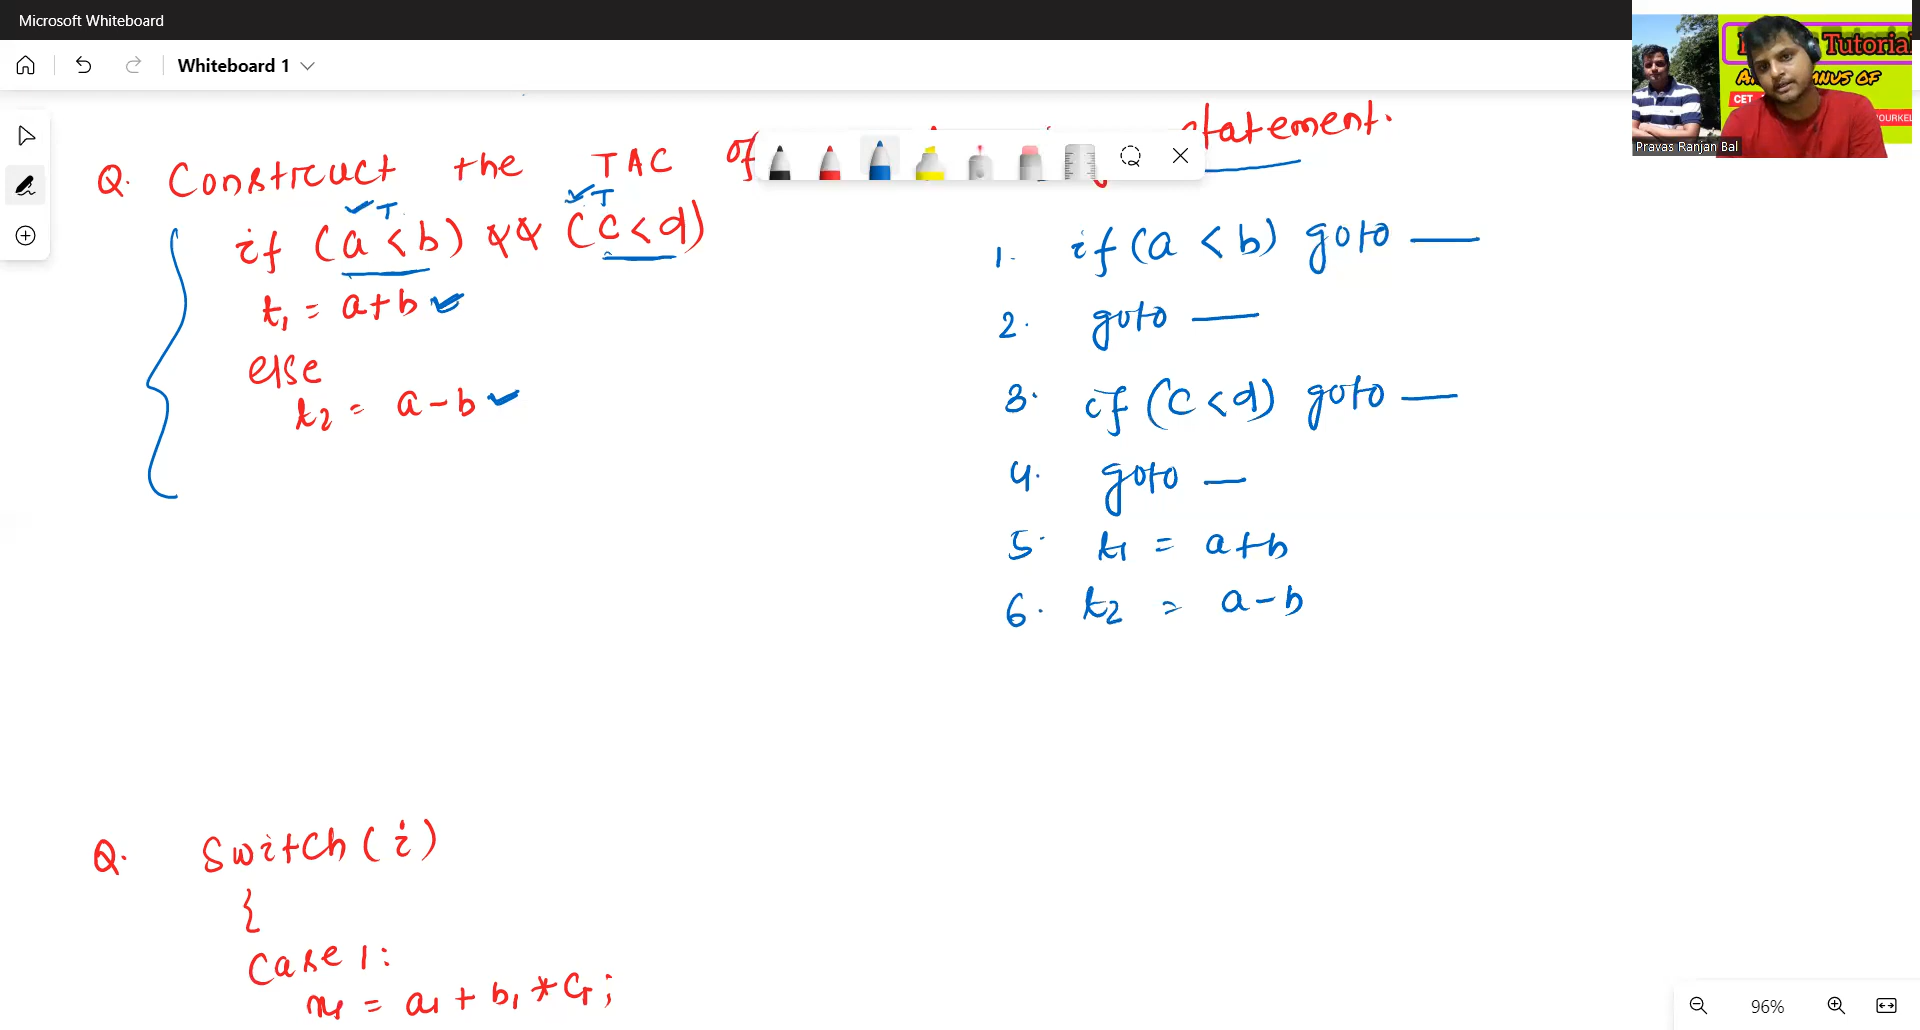 Microsoft Whiteboard
Whiteboard 1
Q. Construct the TAC of statement.
T T
if (a < b) && (c < d)
t1 = a+b
else
t2 = a-b
1. if (a < b) goto —
2. goto —
3. if (c < d) goto —
4. goto —
5. t1 = a+b
6. t2 = a-b
Q. Switch (i)
{
Case 1:
x1 = a1 + b1 * c1;
Tutorial
OF
CET
Pravas Ranjan Bal
96%